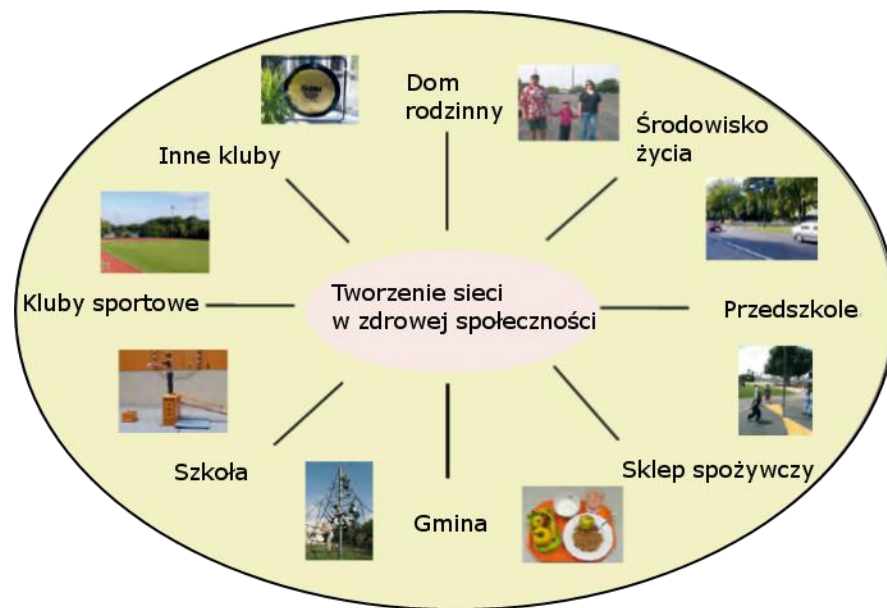 Dom
rodzinny
Środowisko
życia
Inne kluby
Kluby sportowe
Tworzenie sieci
w zdrowej społeczności
Przedszkole
Szkoła
Gmina
Sklep spożywczy